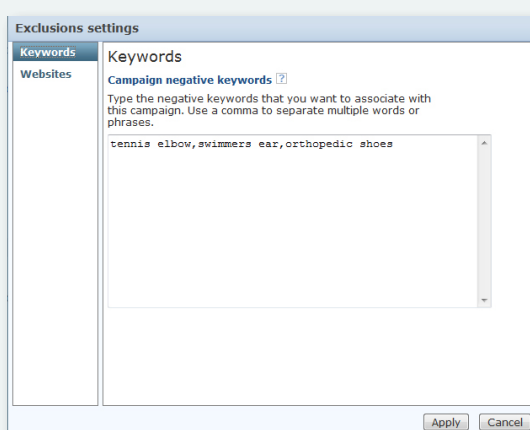 Exclusions settings
Keywords
Websites
Keywords
Campaign negative keywords ?
Type the negative keywords that you want to associate with
this campaign. Use a comma to separate multiple words or
phrases.
tennis elbow,swimmers ear,orthopedic shoes
Apply
Cancel